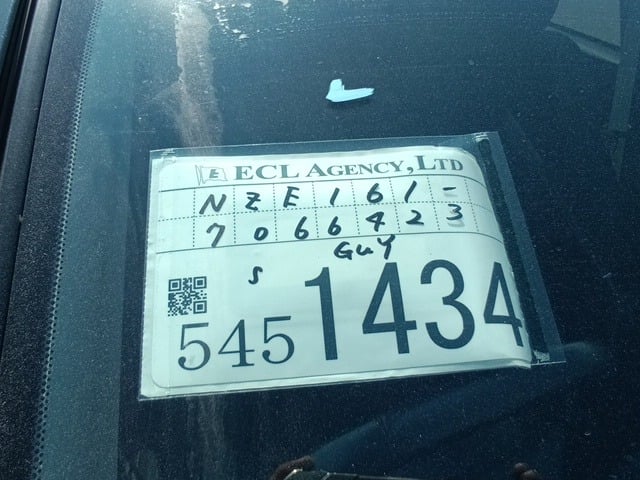 E ECL AGENCY,LTD
NZE161-
7066423
GUY
S
5451434